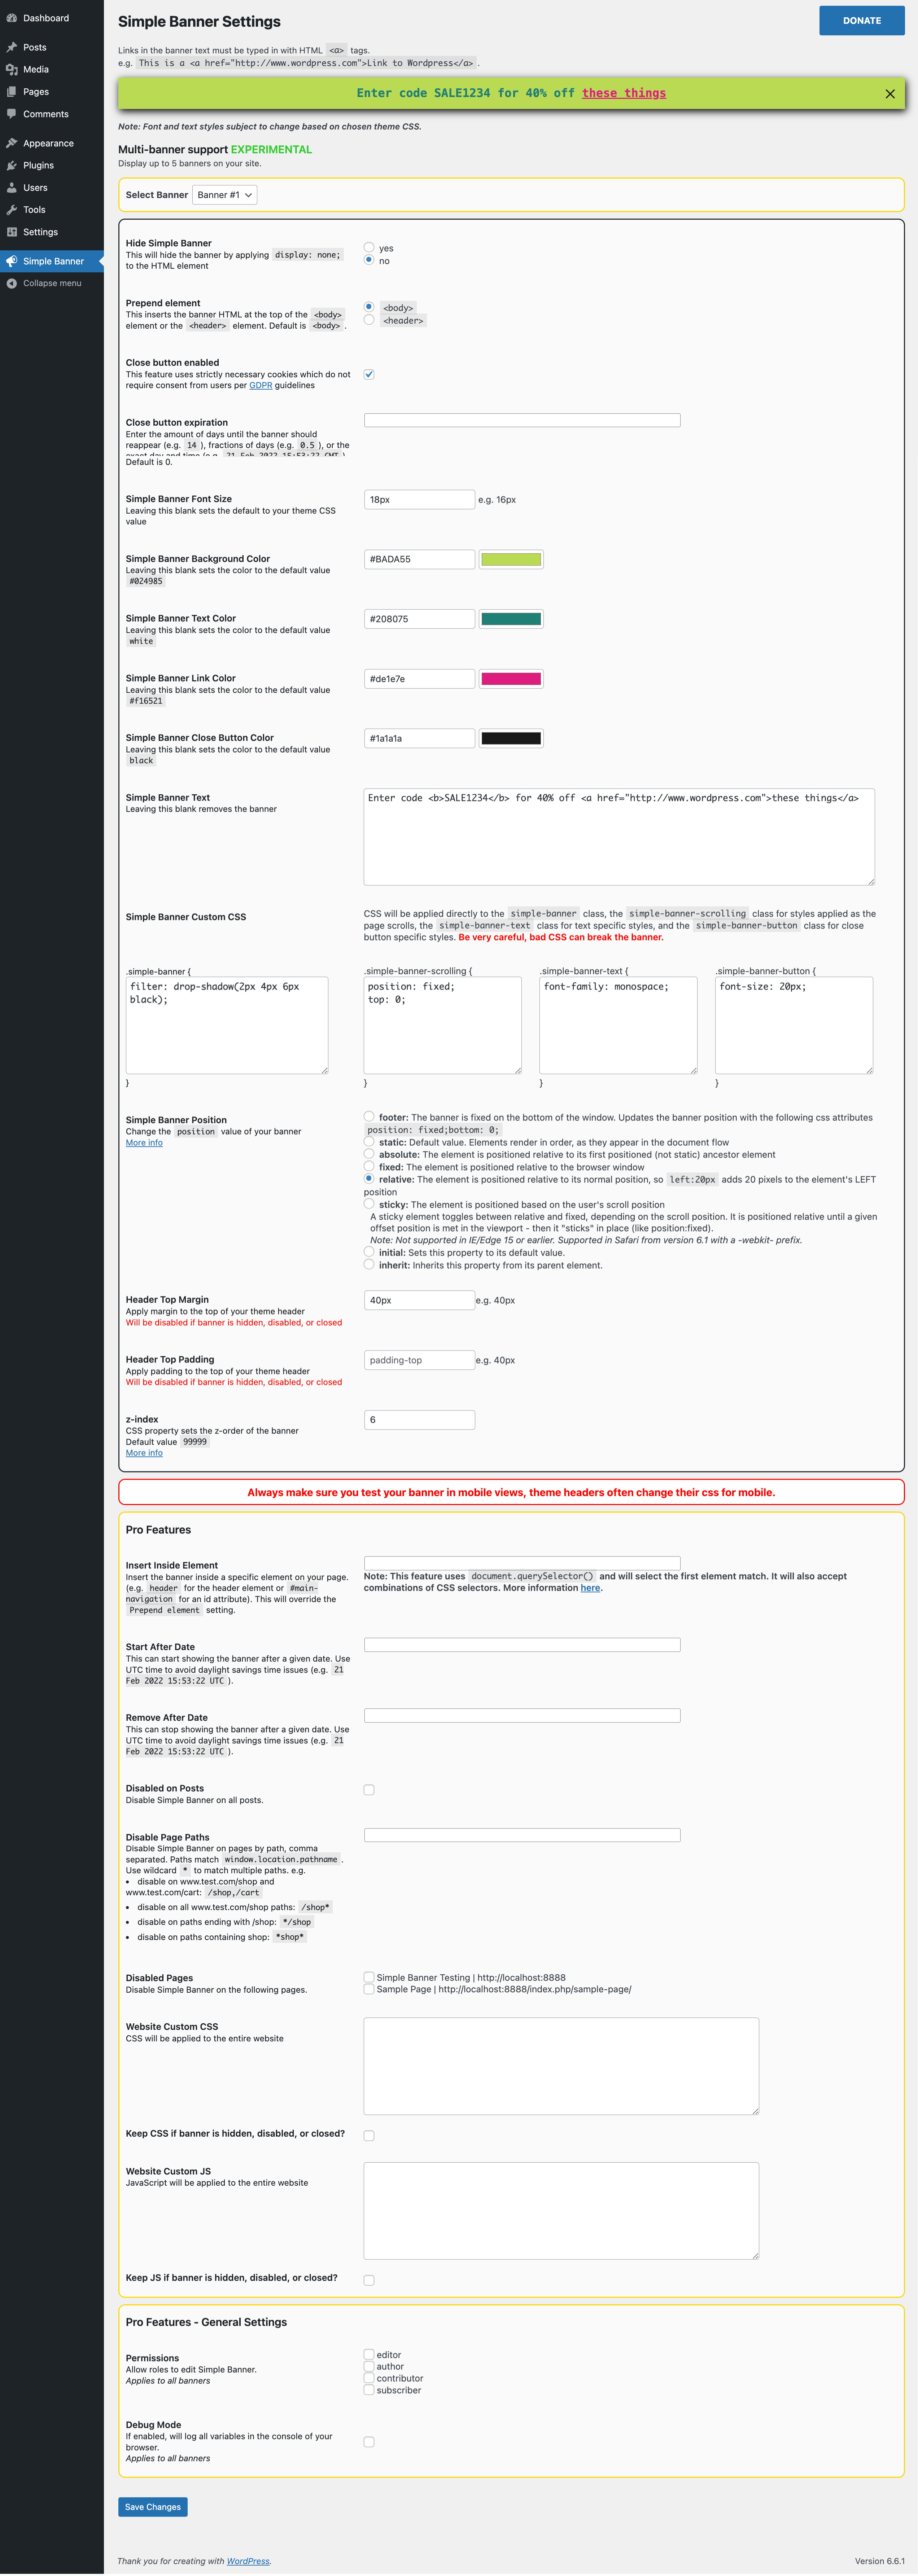 Dashboard
Posts
Media
Pages
Comments
Appearance
Plugins
Users
Tools
Settings
Simple Banner
Collapse menu
Simple Banner Settings
DONATE
Links in the banner text must be typed in with HTML <a> tags.
e.g. This is a <a href="http://www.wordpress.com">Link to Wordpress</a> .
Enter code SALE1234 for 40% off these things
Note: Font and text styles subject to change based on chosen theme CSS.
Multi-banner support EXPERIMENTAL
Display up to 5 banners on your site.
Select Banner Banner #1
Hide Simple Banner
This will hide the banner by applying display: none;
to the HTML element
yes
no
Prepend element
This inserts the banner HTML at the top of the <body>
element or the <header> element. Default is <body> .
<body>
<header>
Close button enabled
This feature uses strictly necessary cookies which do not
require consent from users per GDPR guidelines
Close button expiration
Enter the amount of days until the banner should
reappear (e.g. 14 ), fractions of days (e.g. 0.5 ), or the
exact day and time (e.g. 21 Feb 2022 15:53:22 GMT )
Default is 0.
Simple Banner Font Size
Leaving this blank sets the default to your theme CSS
value
18px e.g. 16px
Simple Banner Background Color
Leaving this blank sets the color to the default value
#024985
#BADA55
Simple Banner Text Color
Leaving this blank sets the color to the default value
white
#208075
Simple Banner Link Color
Leaving this blank sets the color to the default value
#f16521
#de1e7e
Simple Banner Close Button Color
Leaving this blank sets the color to the default value
black
#1a1a1a
Simple Banner Text
Leaving this blank removes the banner
Enter code <b>SALE1234</b> for 40% off <a href="http://www.wordpress.com">these things</a>
Simple Banner Custom CSS
CSS will be applied directly to the simple-banner class, the simple-banner-scrolling class for styles applied as the
page scrolls, the simple-banner-text class for text specific styles, and the simple-banner-button class for close
button specific styles. Be very careful, bad CSS can break the banner.
.simple-banner {
filter: drop-shadow(2px 4px 6px
black);
}
.simple-banner-scrolling {
position: fixed;
top: 0;
}
.simple-banner-text {
font-family: monospace;
}
.simple-banner-button {
font-size: 20px;
}
Simple Banner Position
Change the position value of your banner
More info
footer: The banner is fixed on the bottom of the window. Updates the banner position with the following css attributes
position: fixed;bottom: 0;
static: Default value. Elements render in order, as they appear in the document flow
absolute: The element is positioned relative to its first positioned (not static) ancestor element
fixed: The element is positioned relative to the browser window
relative: The element is positioned relative to its normal position, so left:20px adds 20 pixels to the element's LEFT
position
sticky: The element is positioned based on the user's scroll position
A sticky element toggles between relative and fixed, depending on the scroll position. It is positioned relative until a given
offset position is met in the viewport - then it "sticks" in place (like position:fixed).
Note: Not supported in IE/Edge 15 or earlier. Supported in Safari from version 6.1 with a -webkit- prefix.
initial: Sets this property to its default value.
inherit: Inherits this property from its parent element.
Header Top Margin
Apply margin to the top of your theme header
Will be disabled if banner is hidden, disabled, or closed
40px e.g. 40px
Header Top Padding
Apply padding to the top of your theme header
Will be disabled if banner is hidden, disabled, or closed
padding-top e.g. 40px
z-index
CSS property sets the z-order of the banner
Default value 99999
More info
6
Always make sure you test your banner in mobile views, theme headers often change their css for mobile.
Pro Features
Insert Inside Element
Insert the banner inside a specific element on your page.
(e.g. header for the header element or #main-
navigation for an id attribute). This will override the
Prepend element setting.
Note: This feature uses document.querySelector() and will select the first element match. It will also accept
combinations of CSS selectors. More information here.
Start After Date
This can start showing the banner after a given date. Use
UTC time to avoid daylight savings time issues (e.g. 21
Feb 2022 15:53:22 UTC ).
Remove After Date
This can stop showing the banner after a given date. Use
UTC time to avoid daylight savings time issues (e.g. 21
Feb 2022 15:53:22 UTC ).
Disabled on Posts
Disable Simple Banner on all posts.
Disable Page Paths
Disable Simple Banner on pages by path, comma
separated. Paths match window.location.pathname .
Use wildcard * to match multiple paths. e.g.
• disable on www.test.com/shop and
www.test.com/cart: /shop,/cart
• disable on all www.test.com/shop paths: /shop*
• disable on paths ending with /shop: */shop
• disable on paths containing shop: *shop*
Disabled Pages
Disable Simple Banner on the following pages.
Simple Banner Testing | http://localhost:8888
Sample Page | http://localhost:8888/index.php/sample-page/
Website Custom CSS
CSS will be applied to the entire website
Keep CSS if banner is hidden, disabled, or closed?
Website Custom JS
JavaScript will be applied to the entire website
Keep JS if banner is hidden, disabled, or closed?
Pro Features - General Settings
Permissions
Allow roles to edit Simple Banner.
Applies to all banners
editor
author
contributor
subscriber
Debug Mode
If enabled, will log all variables in the console of your
browser.
Applies to all banners
Save Changes
Thank you for creating with WordPress.
Version 6.6.1